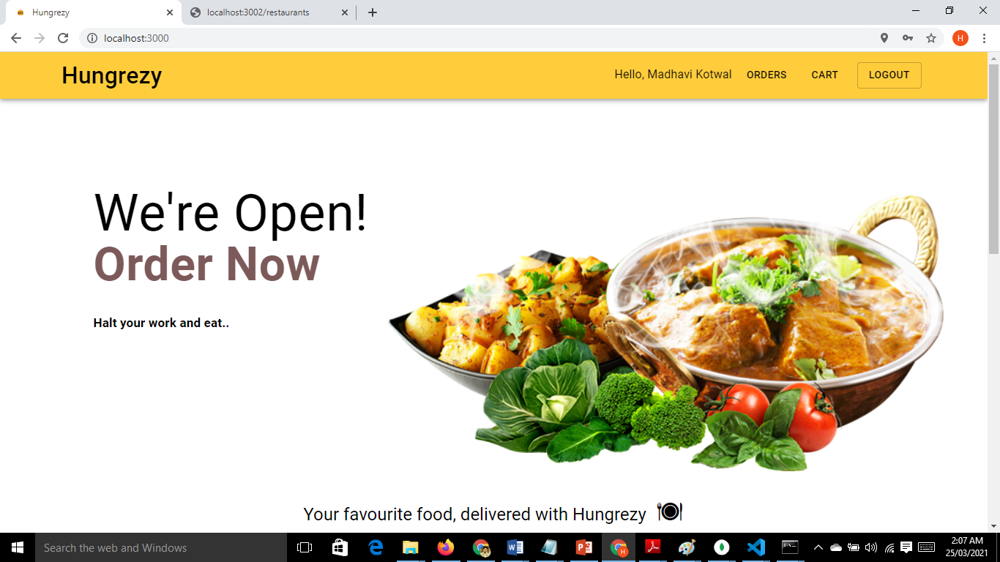 Hungrezy
localhost:3002/restaurants
localhost:3000
H
Hungrezy
Hello, Madhavi Kotwal
ORDERS
CART
LOGOUT
We're Open!
Order Now
Halt your work and eat..
Your favourite food, delivered with Hungrezy
Search the web and Windows
2:07 AM
25/03/2021